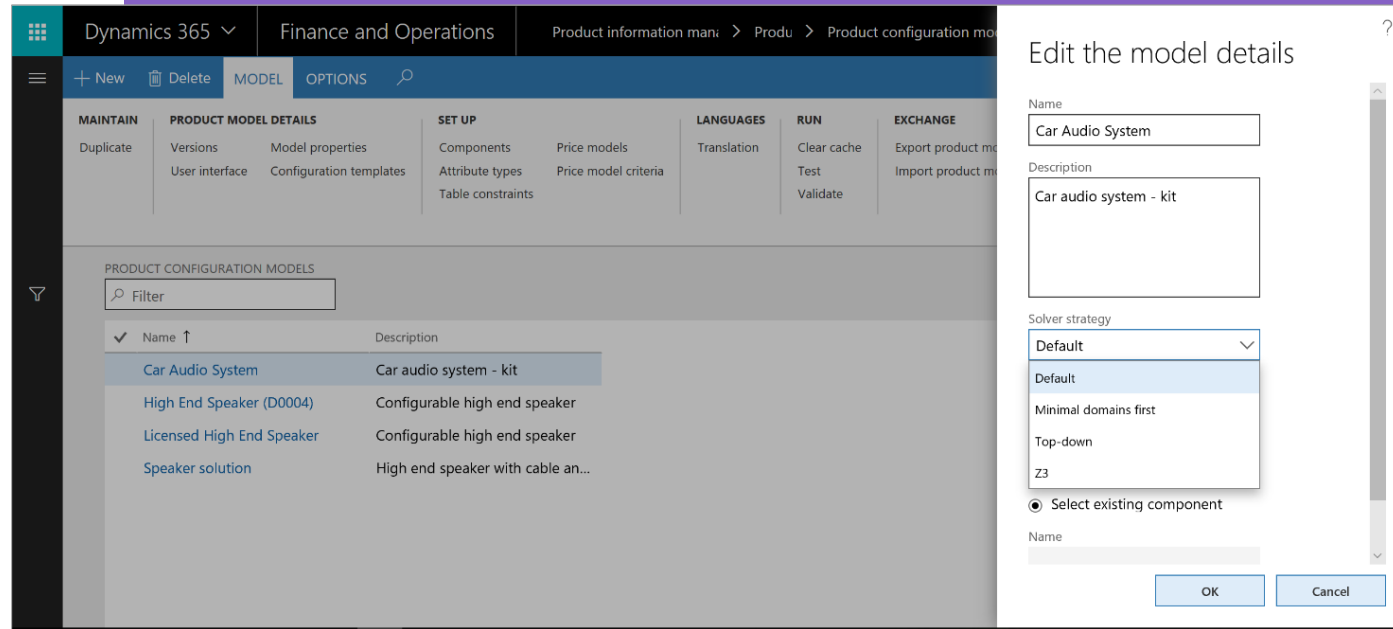 Dynamics 365
Finance and Operations
Product information mana > Produ > Product configuration mo
?
New Delete MODEL OPTIONS
MAINTAIN
Duplicate
PRODUCT MODEL DETAILS
Versions Model properties
User interface Configuration templates
SET UP
Components Price models
Attribute types Price model criteria
Table constraints
LANGUAGES
Translation
RUN
Clear cache
Test
Validate
EXCHANGE
Export product mo
Import product mo
PRODUCT CONFIGURATION MODELS
Filter
Name ↑ Description
Car Audio System Car audio system - kit
High End Speaker (D0004) Configurable high end speaker
Licensed High End Speaker Configurable high end speaker
Speaker solution High end speaker with cable an...
Edit the model details
Name
Car Audio System
Description
Car audio system - kit
Solver strategy
Default
Default
Minimal domains first
Top-down
Z3
Select existing component
Name
OK Cancel